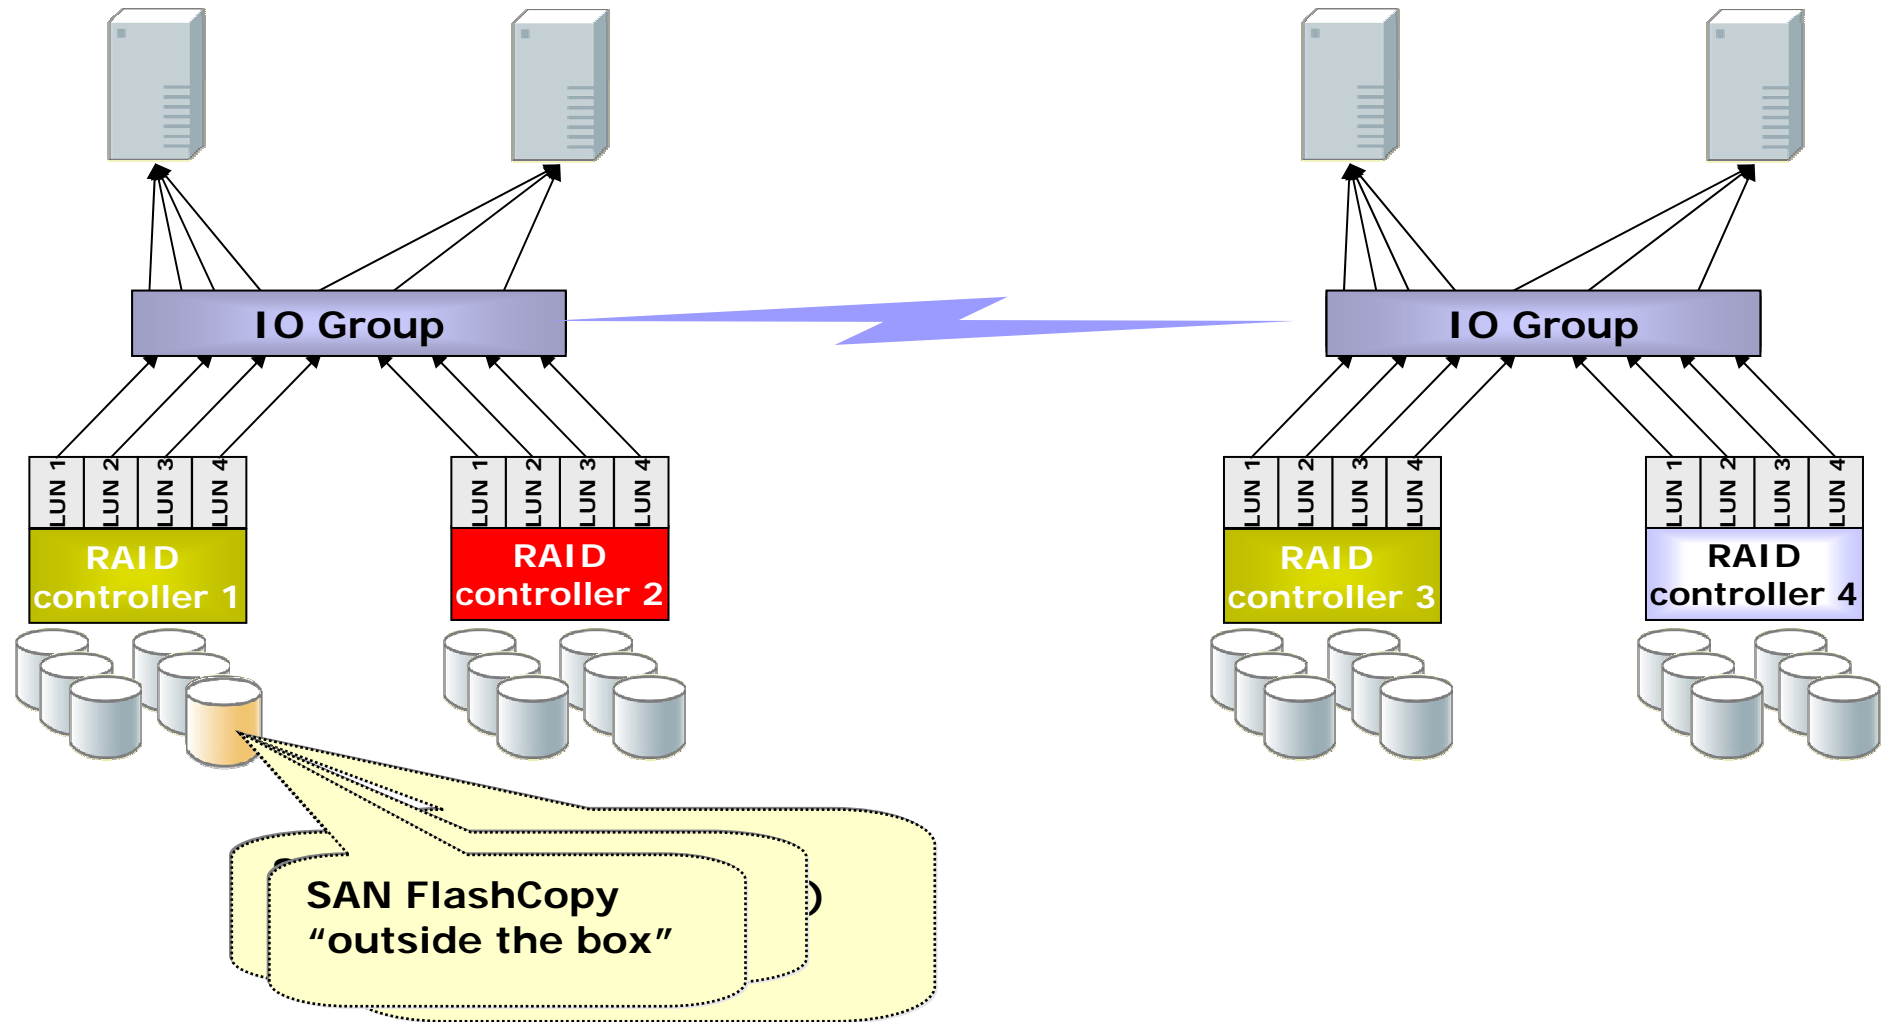 IO Group
IO Group
LUN 1
LUN 2
LUN 3
LUN 4
LUN 1
LUN 2
LUN 3
LUN 4
LUN 1
LUN 2
LUN 3
LUN 4
LUN 1
LUN 2
LUN 3
LUN 4
RAID
controller 1
RAID
controller 2
RAID
controller 3
RAID
controller 4
SAN FlashCopy
“outside the box”
)